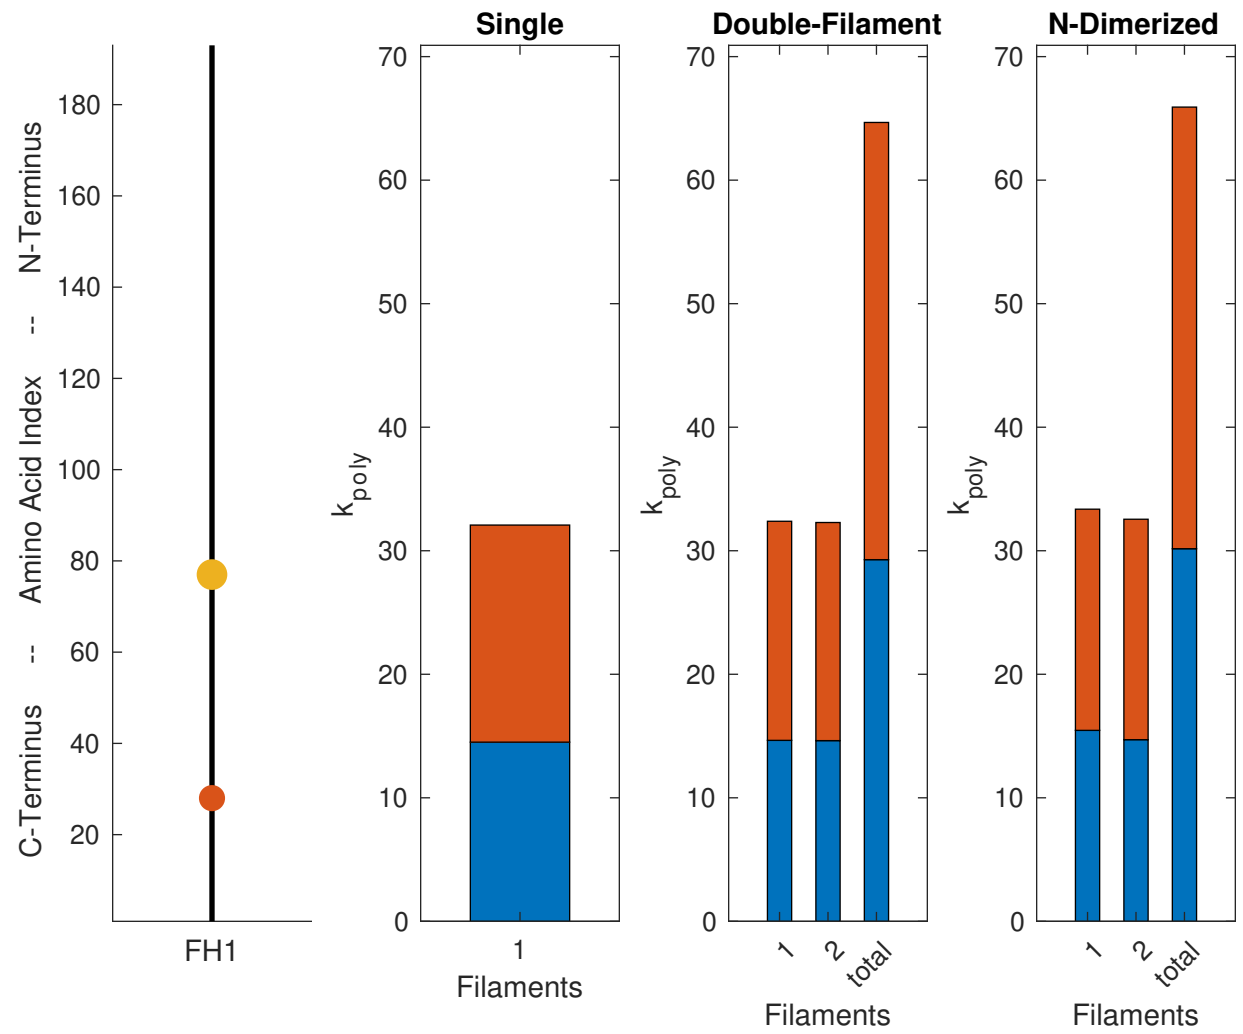 C-Terminus -- Amino Acid Index -- N-Terminus
180
160
140
120
100
80
60
40
20
FH1
Single
70
60
50
40
30
20
10
0
k_poly
1
Filaments
Double-Filament
70
60
50
40
30
20
10
0
k_poly
1
2
total
Filaments
N-Dimerized
70
60
50
40
30
20
10
0
k_poly
1
2
total
Filaments